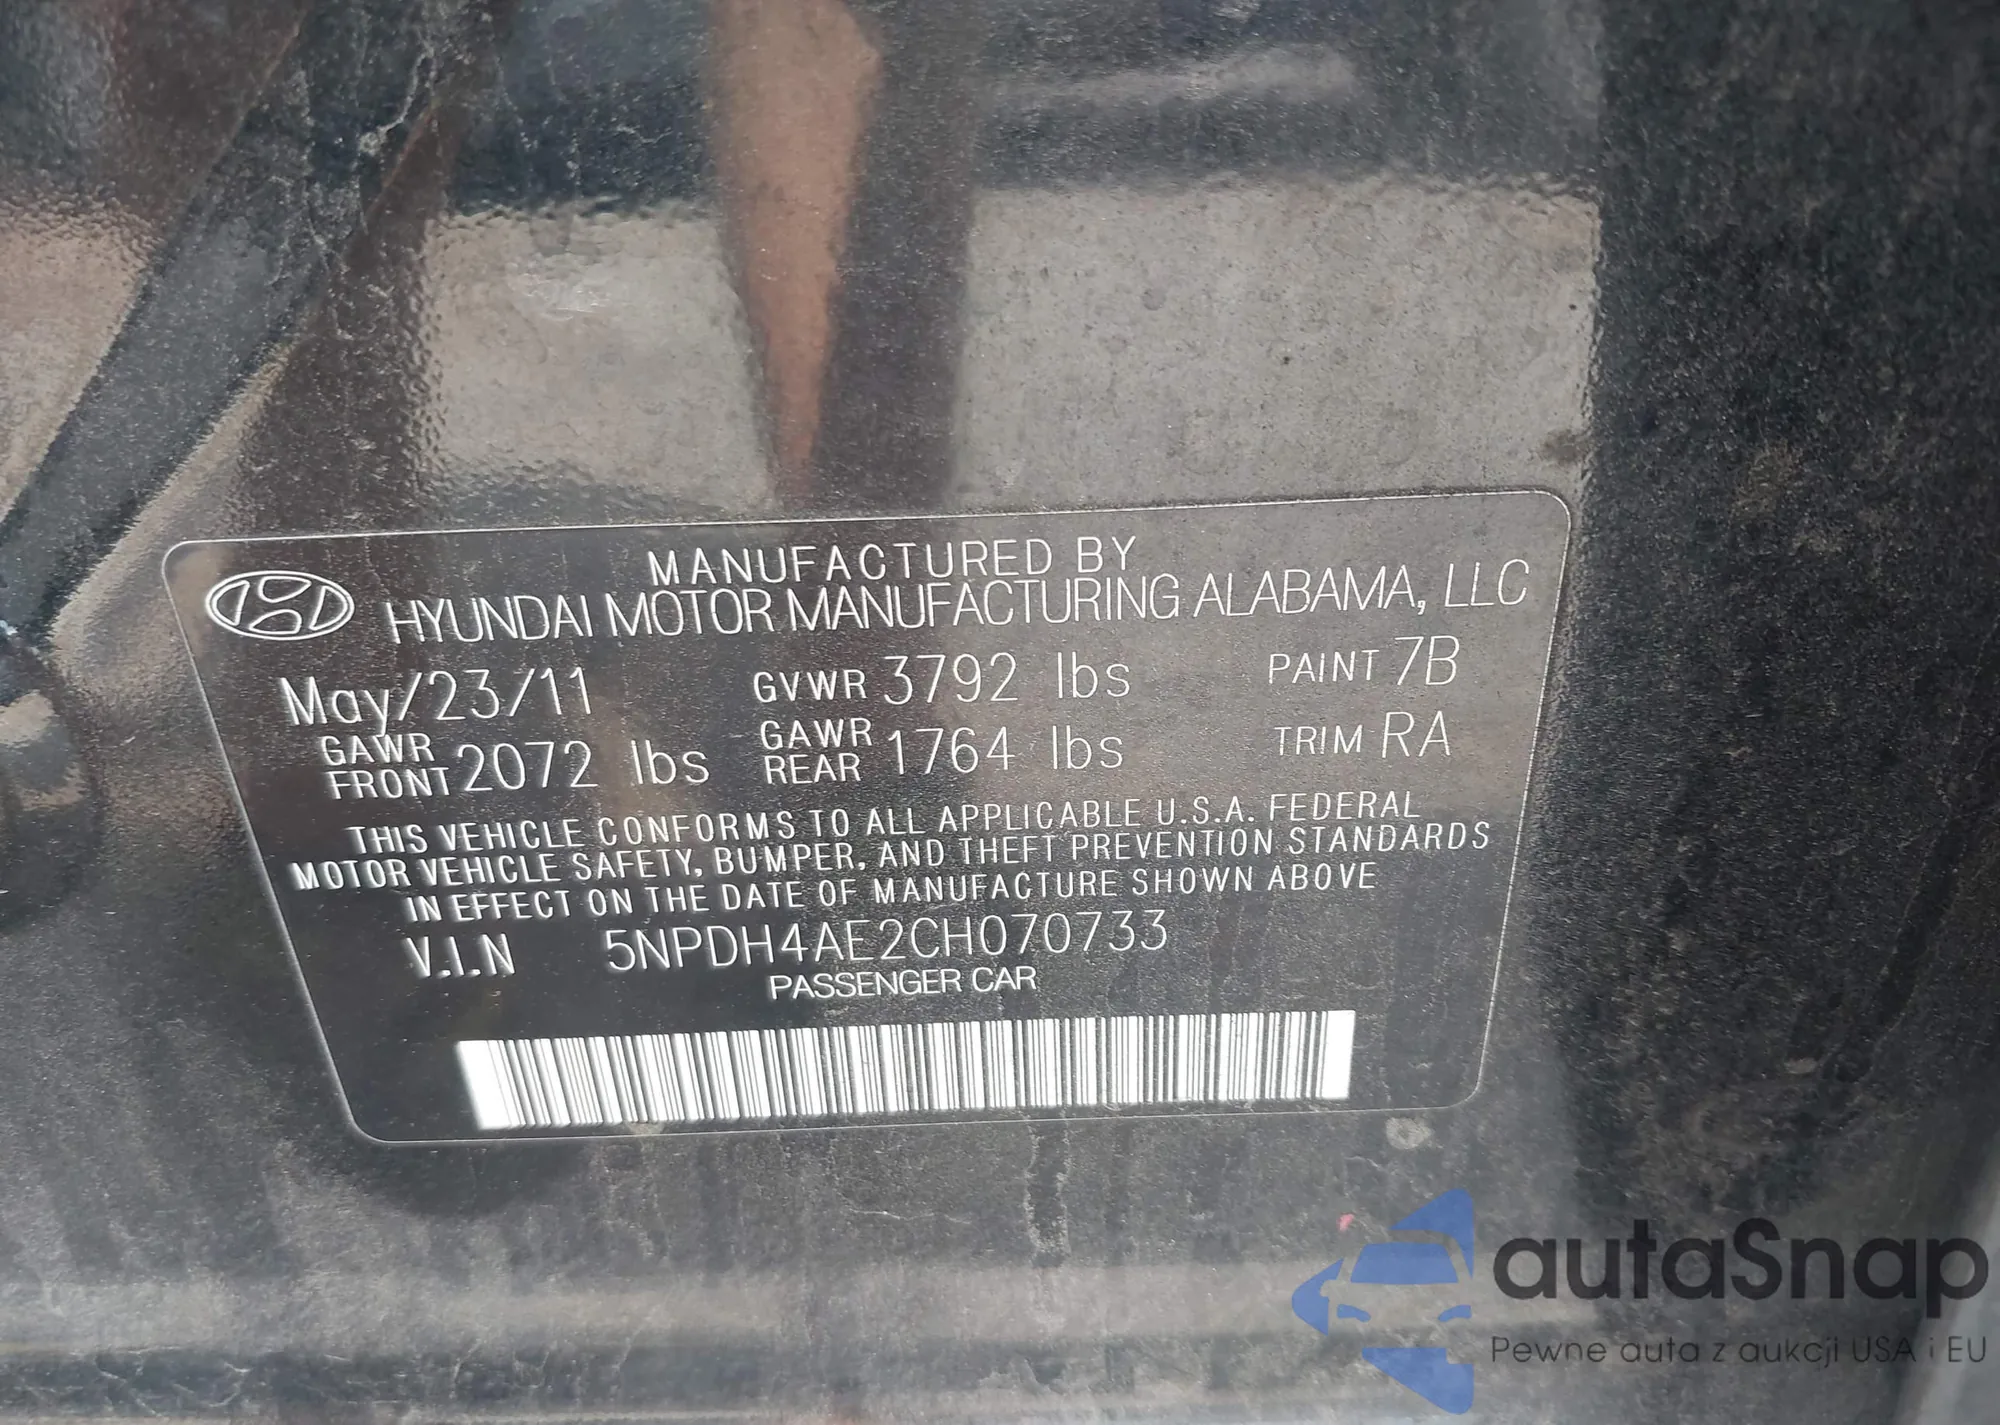 MANUFACTURED BY
HYUNDAI MOTOR MANUFACTURING ALABAMA, LLC
May/23/11 GVWR 3792 lbs PAINT 7B
GAWR FRONT 2072 lbs GAWR REAR 1764 lbs TRIM RA
THIS VEHICLE CONFORMS TO ALL APPLICABLE U.S.A. FEDERAL
MOTOR VEHICLE SAFETY, BUMPER, AND THEFT PREVENTION STANDARDS
IN EFFECT ON THE DATE OF MANUFACTURE SHOWN ABOVE
V.I.N 5NPDH4AE2CH070733
PASSENGER CAR
autaSnap
Pewne auta z aukcji USA i EU